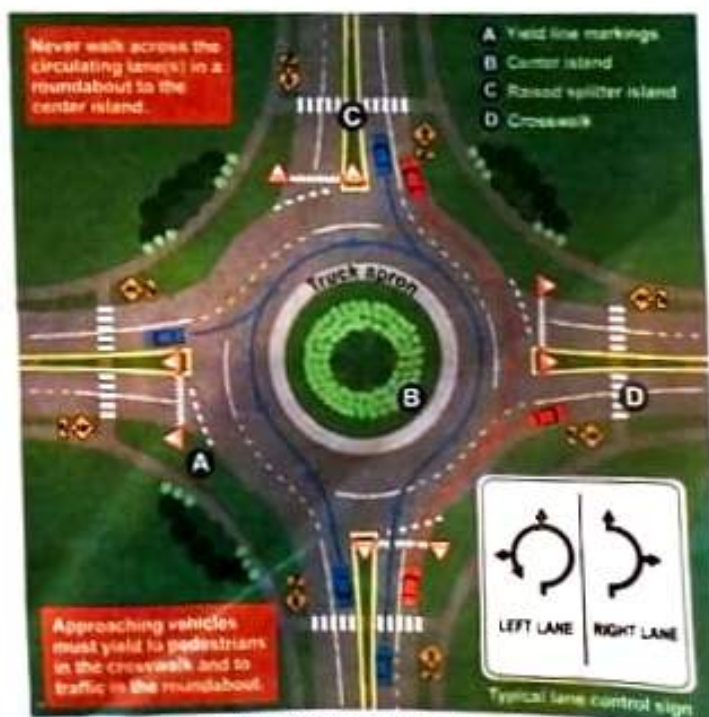 Never walk across the
circulating lane(s) in a
roundabout to the
center island.
A Yield line markings
B Center island
C Raised splitter island
D Crosswalk
C
Truck apron
B
D
A
LEFT LANE
RIGHT LANE
Approaching vehicles
must yield to pedestrians
in the crosswalk and to
traffic in the roundabout.
Typical lane control sign